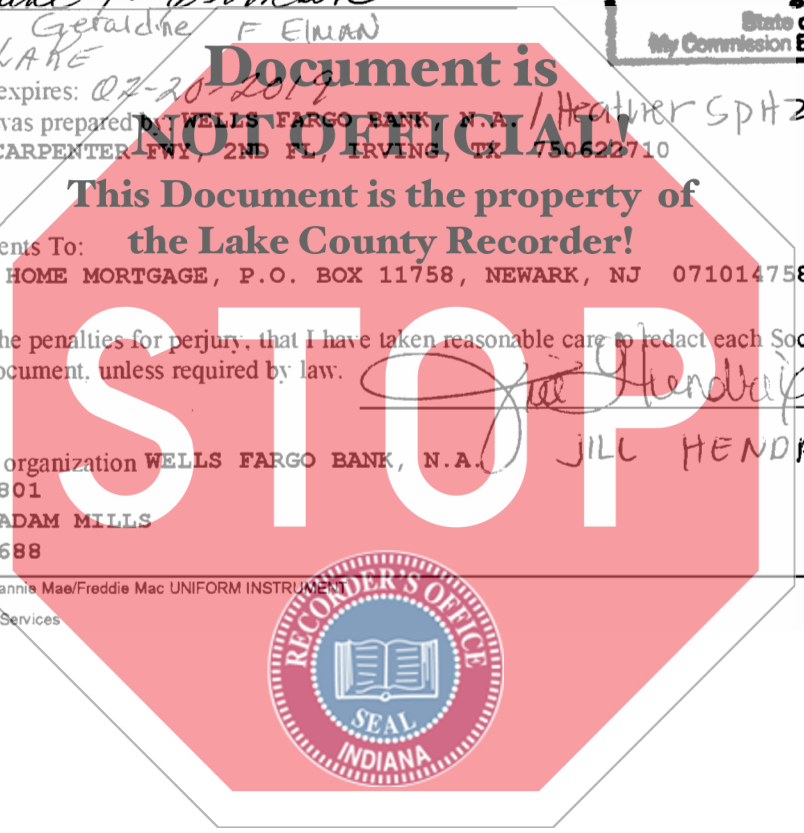 Geraldine F Elman
LAKE
expires: 02-20-2019
Document is
State o
My Commission E
was prepared by WELLS FARGO BANK, N.A. / Heather
NOT OFFICIAL!
CARPENTER FWY, 2ND FL, IRVING, TX 750622710
This Document is the property of
ents To:
the Lake County Recorder!
HOME MORTGAGE, P.O. BOX 11758, NEWARK, NJ 071014758
he penalties for perjury, that I have taken reasonable care to redact each Soc
ocument, unless required by law.
STOP
JILL HENDR
organization WELLS FARGO BANK, N.A.
801
ADAM MILLS
688
annie Mae/Freddie Mac UNIFORM INSTRUMENT
Services
RECORDER'S OFFICE
SEAL
INDIANA